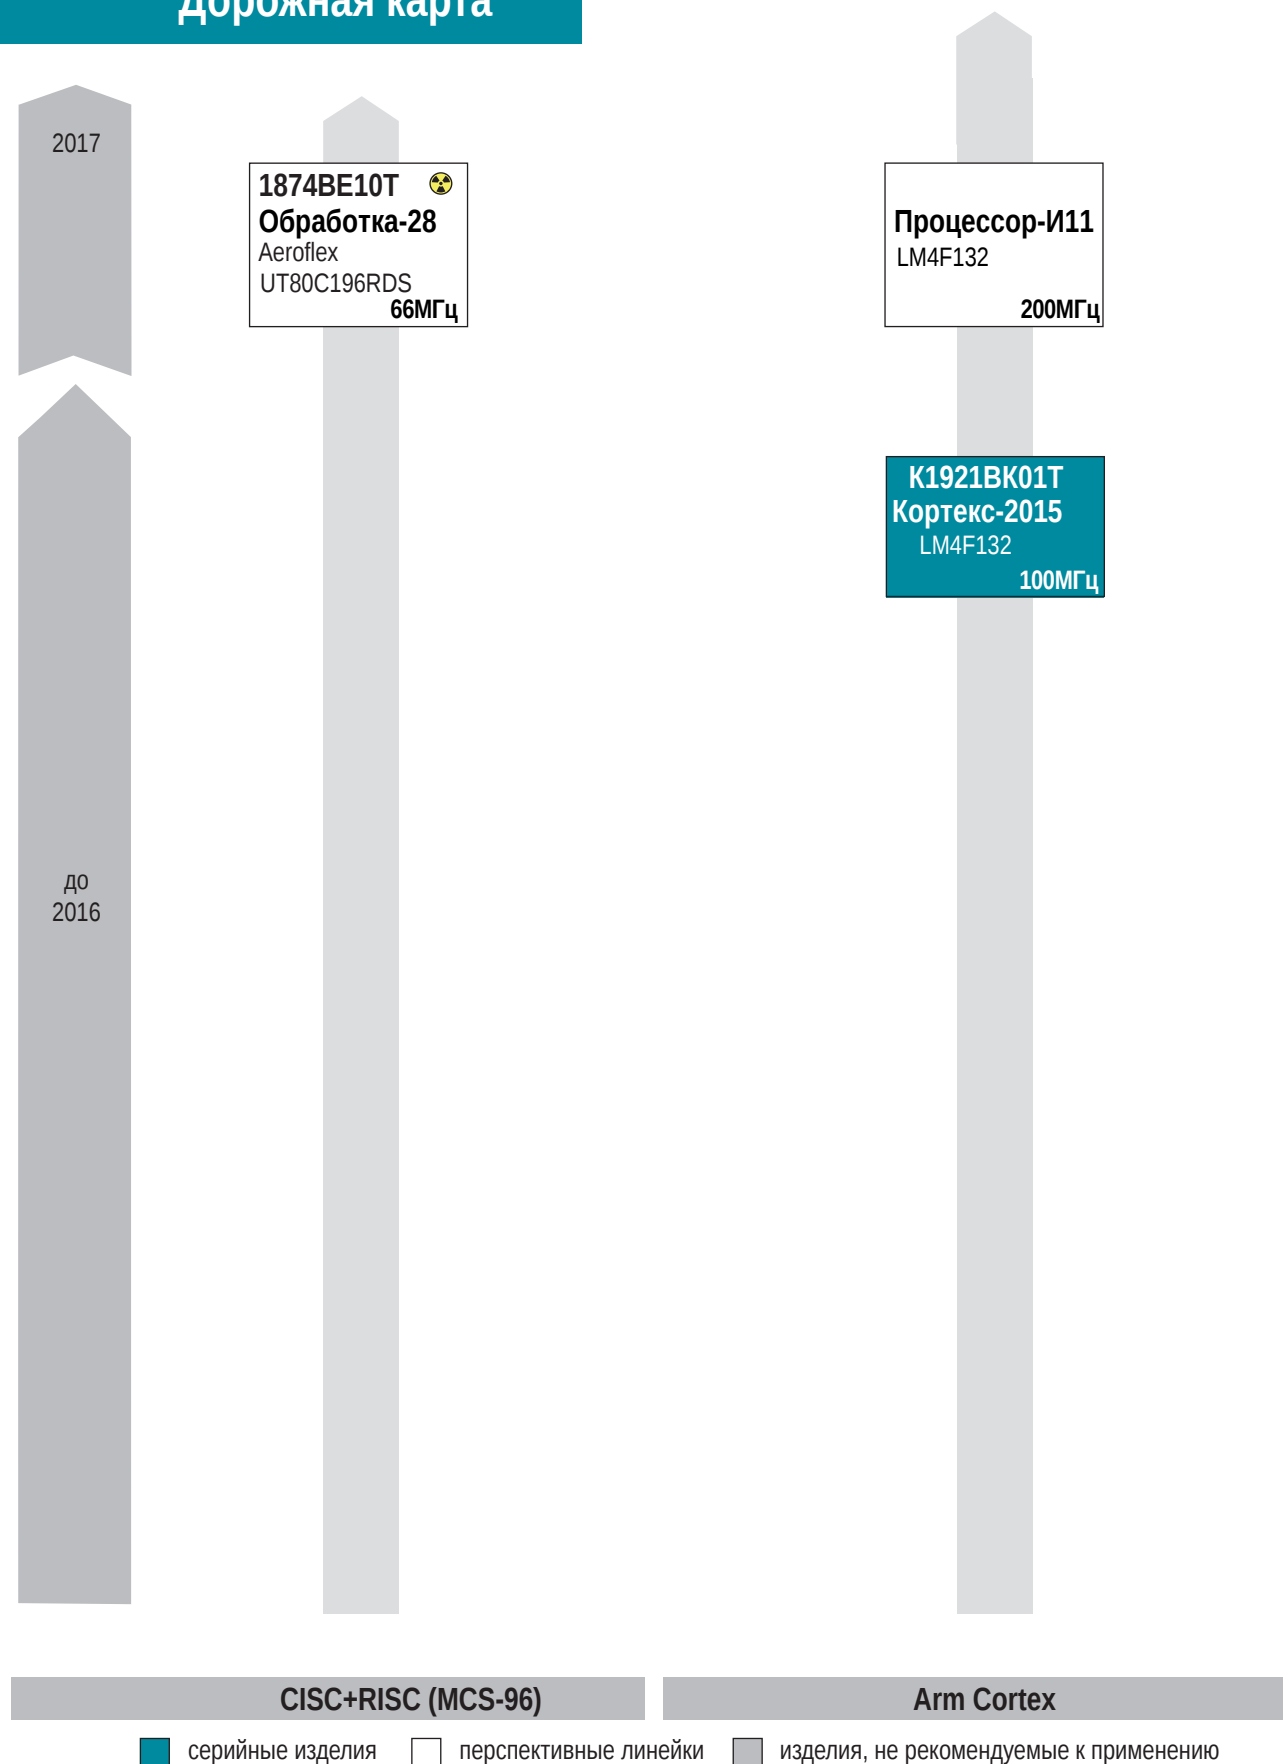 Дорожная карта
2017
1874ВЕ10Т
Обработка-28
Aeroflex
UT80C196RDS
66МГц
Процессор-И11
LM4F132
200МГц
К1921ВК01Т
Кортекс-2015
LM4F132
100МГц
до
2016
CISC+RISC (MCS-96)
Arm Cortex
серийные изделия
перспективные линейки
изделия, не рекомендуемые к применению